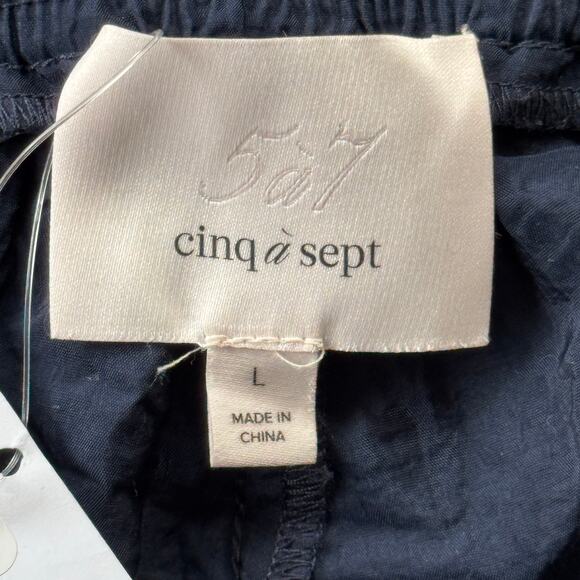 5à7
cinq à sept
L
MADE IN
CHINA